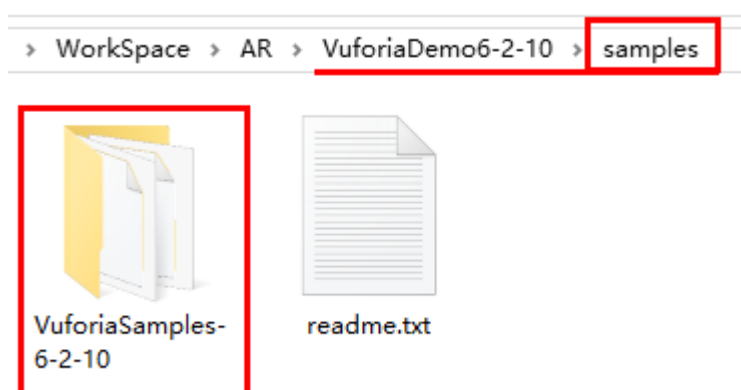 > WorkSpace > AR > VuforiaDemo6-2-10 > samples
VuforiaSamples-
6-2-10
readme.txt